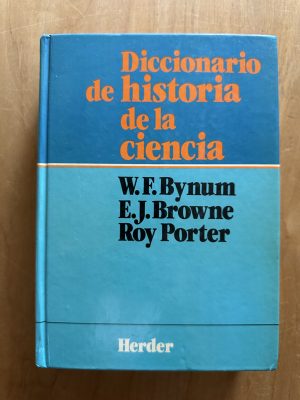 Diccionario
de historia
de la
ciencia
W.F. Bynum
E.J. Browne
Roy Porter
Herder